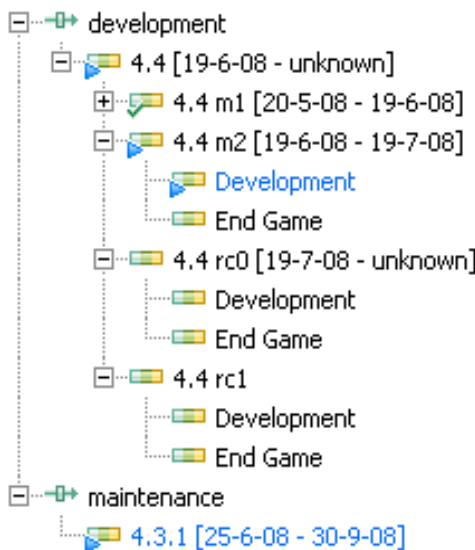 development
4.4 [19-6-08 - unknown]
4.4 m1 [20-5-08 - 19-6-08]
4.4 m2 [19-6-08 - 19-7-08]
Development
End Game
4.4 rc0 [19-7-08 - unknown]
Development
End Game
4.4 rc1
Development
End Game
maintenance
4.3.1 [25-6-08 - 30-9-08]